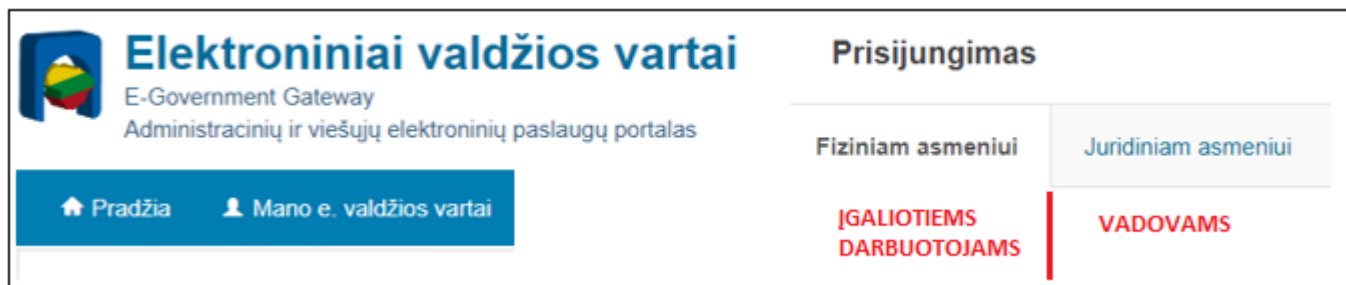 Elektroniniai valdžios vartai
E-Government Gateway
Administracinių ir viešųjų elektroninių paslaugų portalas
Pradžia
Mano e. valdžios vartai
Prisijungimas
Fiziniam asmeniui
Juridiniam asmeniui
ĮGALIOTIEMS
DARBUOTOJAMS
VADOVAMS